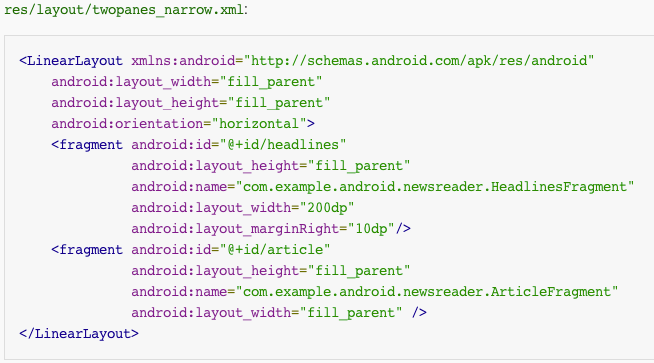 res/layout/twopanes_narrow.xml:
<LinearLayout xmlns:android="http://schemas.android.com/apk/res/android"
    android:layout_width="fill_parent"
    android:layout_height="fill_parent"
    android:orientation="horizontal">
    <fragment android:id="@+id/headlines"
              android:layout_height="fill_parent"
              android:name="com.example.android.newsreader.HeadlinesFragment"
              android:layout_width="200dp"
              android:layout_marginRight="10dp"/>
    <fragment android:id="@+id/article"
              android:layout_height="fill_parent"
              android:name="com.example.android.newsreader.ArticleFragment"
              android:layout_width="fill_parent" />
</LinearLayout>